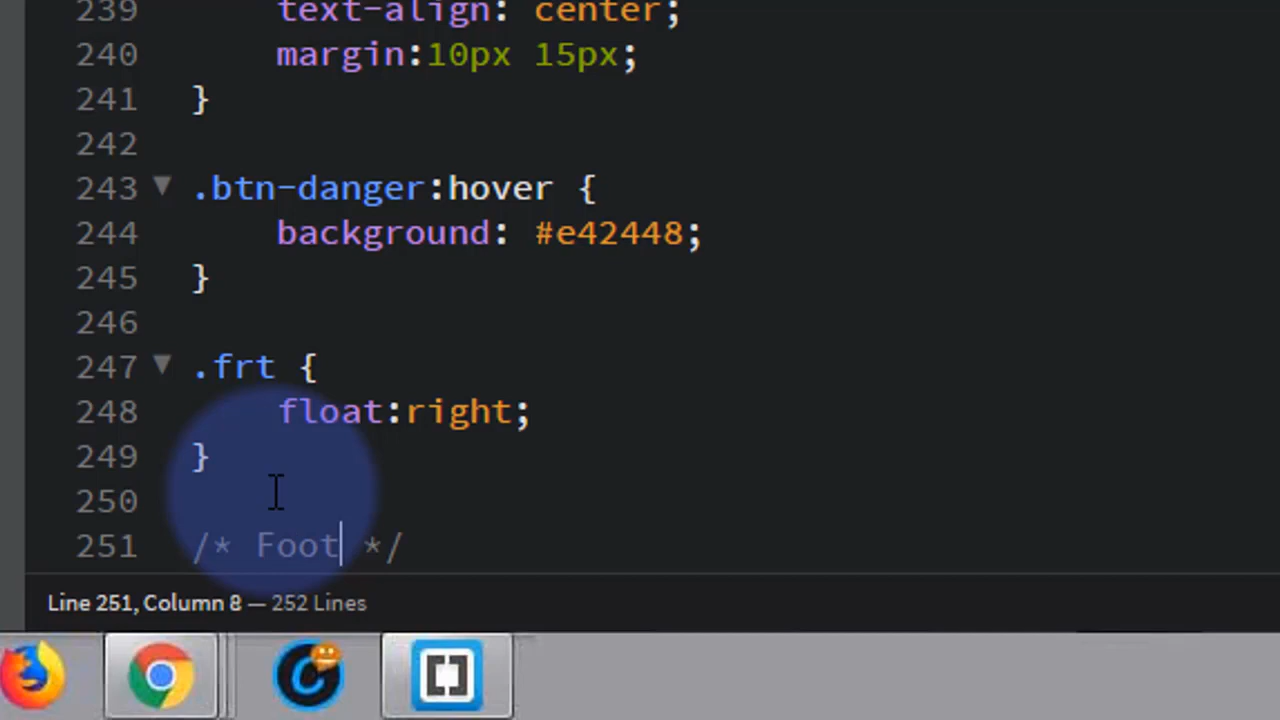 239 text-align: center;
240 margin:10px 15px;
241 }
242
243 ▼ .btn-danger:hover {
244 background: #e42448;
245 }
246
247 ▼ .frt {
248 float:right;
249 }
250
251 /* Foot */
Line 251, Column 8 — 252 Lines